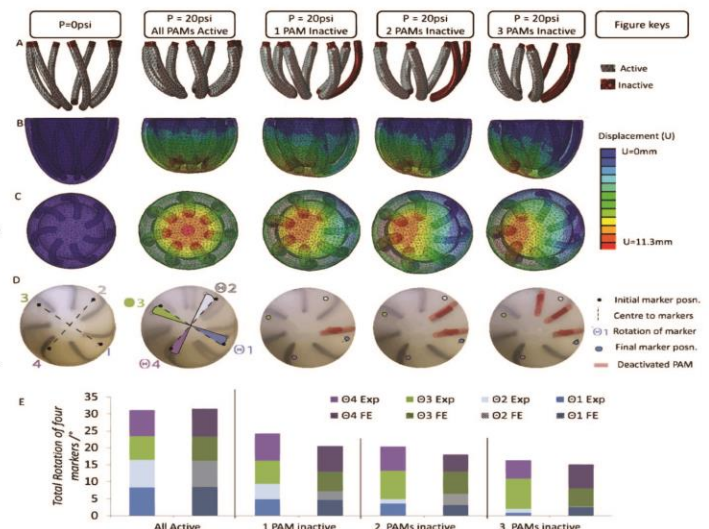 P=0psi
P = 20psi
All PAMs Active
P = 20psi
1 PAM Inactive
P = 20psi
2 PAMs Inactive
P = 20psi
3 PAMs Inactive
Figure keys
A
Active
Inactive
B
Displacement (U)
U=0mm
U=11.3mm
C
D
3
2
4
1
Θ3
Θ2
Θ4
Θ1
Initial marker posn.
Centre to markers
Θ1 Rotation of marker
Final marker posn.
Deactivated PAM
E
Total Rotation of four
markers /°
35
30
25
20
15
10
5
0
Θ4 Exp
Θ3 Exp
Θ2 Exp
Θ1 Exp
Θ4 FE
Θ3 FE
Θ2 FE
Θ1 FE
All Active
1 PAM inactive
2 PAMs inactive
3 PAMs inactive